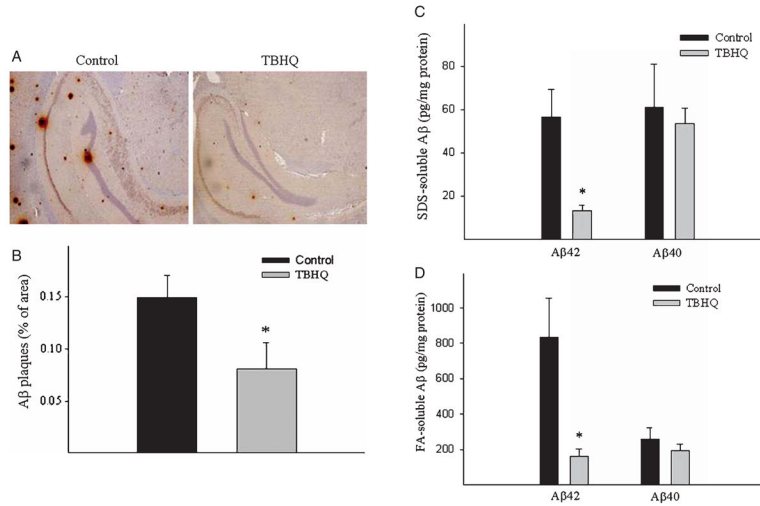 A
Control
TBHQ
B
Aβ plaques (% of area)
0.15
0.10
0.05
Control
TBHQ
*
C
SDS-soluble Aβ (pg/mg protein)
80
60
40
20
Control
TBHQ
*
Aβ42
Aβ40
D
FA-soluble Aβ (pg/mg protein)
1000
800
600
400
200
Control
TBHQ
*
Aβ42
Aβ40